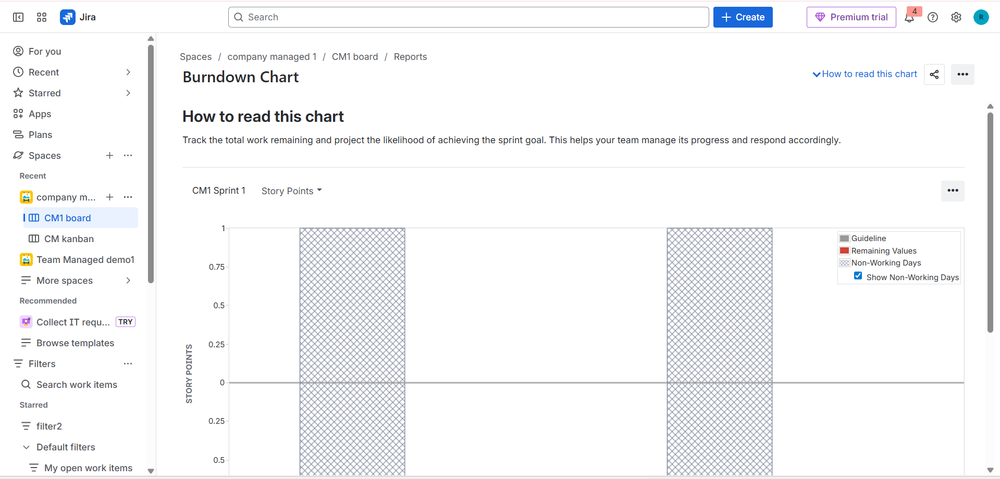 Jira
Search
Create
Premium trial
4
R
For you
Recent
Starred
Apps
Plans
Spaces
Recent
company m...
CM1 board
CM kanban
Team Managed demo1
More spaces
Recommended
Collect IT requ... TRY
Browse templates
Filters
Search work items
Starred
filter2
Default filters
My open work items
Spaces / company managed 1 / CM1 board / Reports
Burndown Chart
How to read this chart
How to read this chart
Track the total work remaining and project the likelihood of achieving the sprint goal. This helps your team manage its progress and respond accordingly.
CM1 Sprint 1 Story Points
STORY POINTS
1
0.75
0.5
0.25
0
0.25
0.5
Guideline
Remaining Values
Non-Working Days
Show Non-Working Days